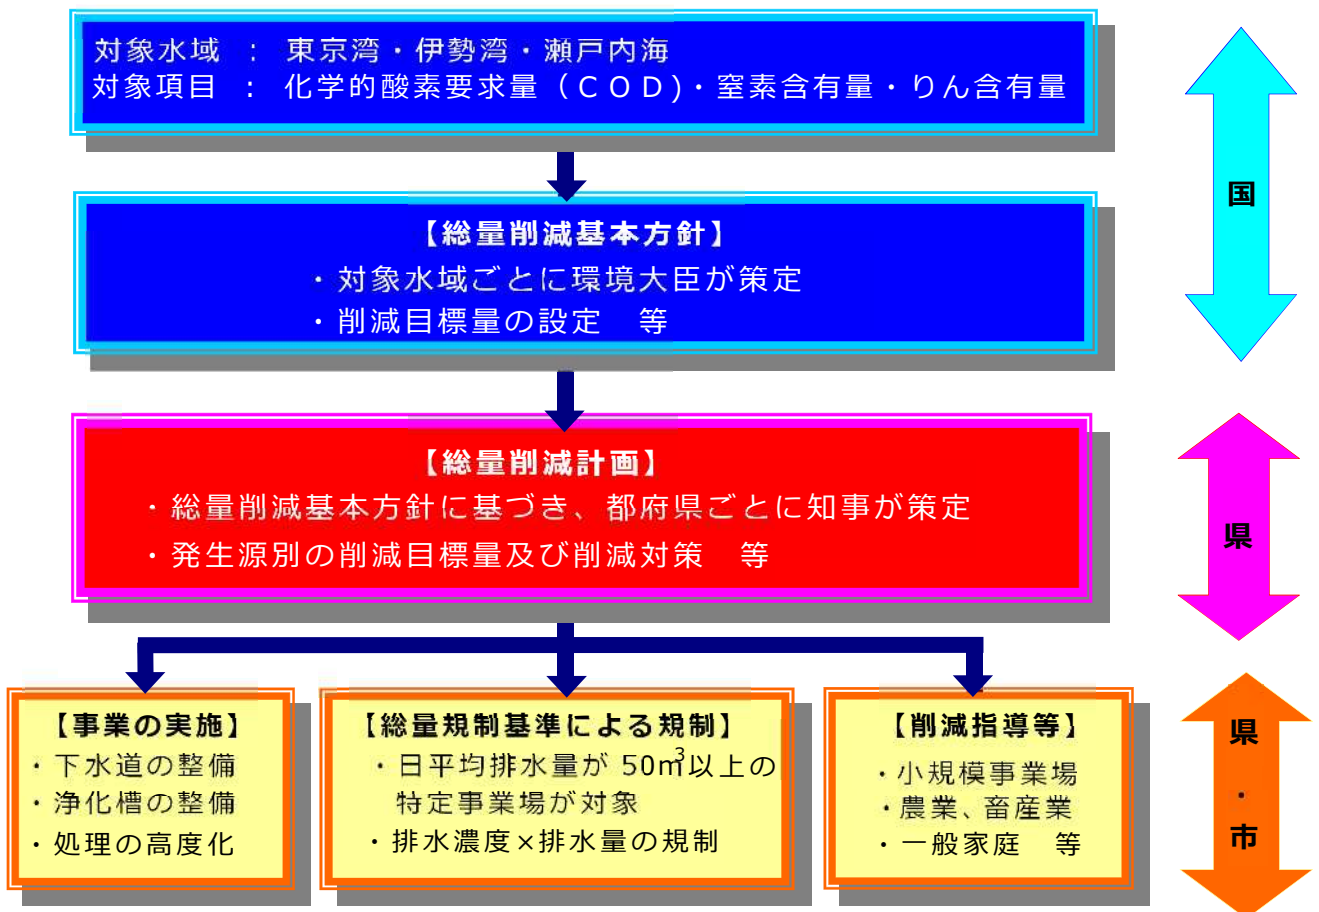 対象水域 : 東京湾・伊勢湾・瀬戸内海
対象項目 : 化学的酸素要求量(COD)・窒素含有量・りん含有量
国
【総量削減基本方針】
・対象水域ごとに環境大臣が策定
・削減目標量の設定 等
【総量削減計画】
・総量削減基本方針に基づき、都府県ごとに知事が策定
・発生源別の削減目標量及び削減対策 等
県
【事業の実施】
・下水道の整備
・浄化槽の整備
・処理の高度化
【総量規制基準による規制】
・日平均排水量が 50m³以上の
特定事業場が対象
・排水濃度×排水量の規制
【削減指導等】
・小規模事業場
・農業、畜産業
・一般家庭 等
県・市